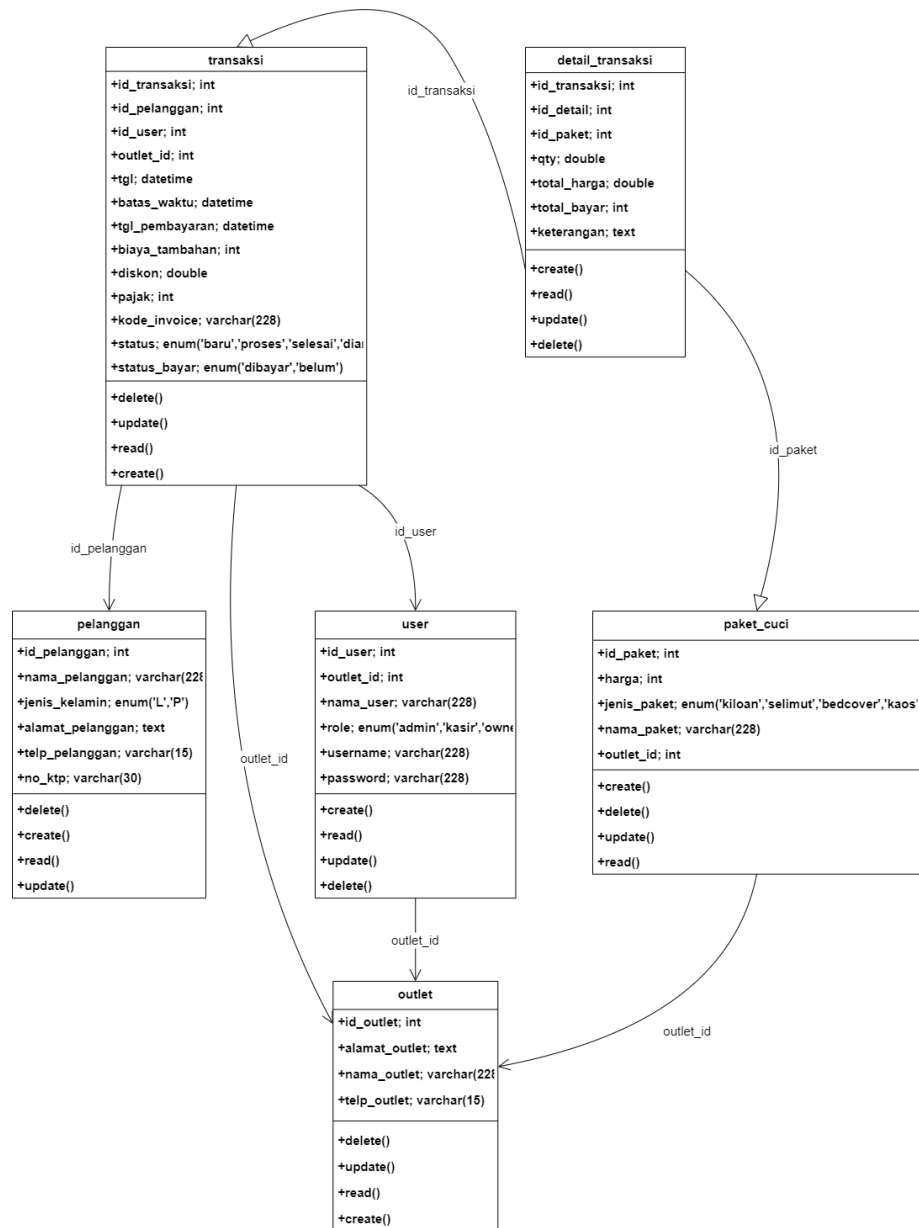 transaksi
+id_transaksi; int
+id_pelanggan; int
+id_user; int
+outlet_id; int
+tgl; datetime
+batas_waktu; datetime
+tgl_pembayaran; datetime
+biaya_tambahan; int
+diskon; double
+pajak; int
+kode_invoice; varchar(228)
+status; enum('baru','proses','selesai','dia
+status_bayar; enum('dibayar','belum')
+delete()
+update()
+read()
+create()
id_transaksi
detail_transaksi
+id_transaksi; int
+id_detail; int
+id_paket; int
+qty; double
+total_harga; double
+total_bayar; int
+keterangan; text
+create()
+read()
+update()
+delete()
id_paket
id_pelanggan
id_user
outlet_id
pelanggan
+id_pelanggan; int
+nama_pelanggan; varchar(228
+jenis_kelamin; enum('L','P')
+alamat_pelanggan; text
+telp_pelanggan; varchar(15)
+no_ktp; varchar(30)
+delete()
+create()
+read()
+update()
user
+id_user; int
+outlet_id; int
+nama_user; varchar(228)
+role; enum('admin','kasir','owne
+username; varchar(228)
+password; varchar(228)
+create()
+read()
+update()
+delete()
paket_cuci
+id_paket; int
+harga; int
+jenis_paket; enum('kiloan','selimut','bedcover','kaos'
+nama_paket; varchar(228)
+outlet_id; int
+create()
+delete()
+update()
+read()
outlet_id
outlet_id
outlet
+id_outlet; int
+alamat_outlet; text
+nama_outlet; varchar(228
+telp_outlet; varchar(15)
+delete()
+update()
+read()
+create()